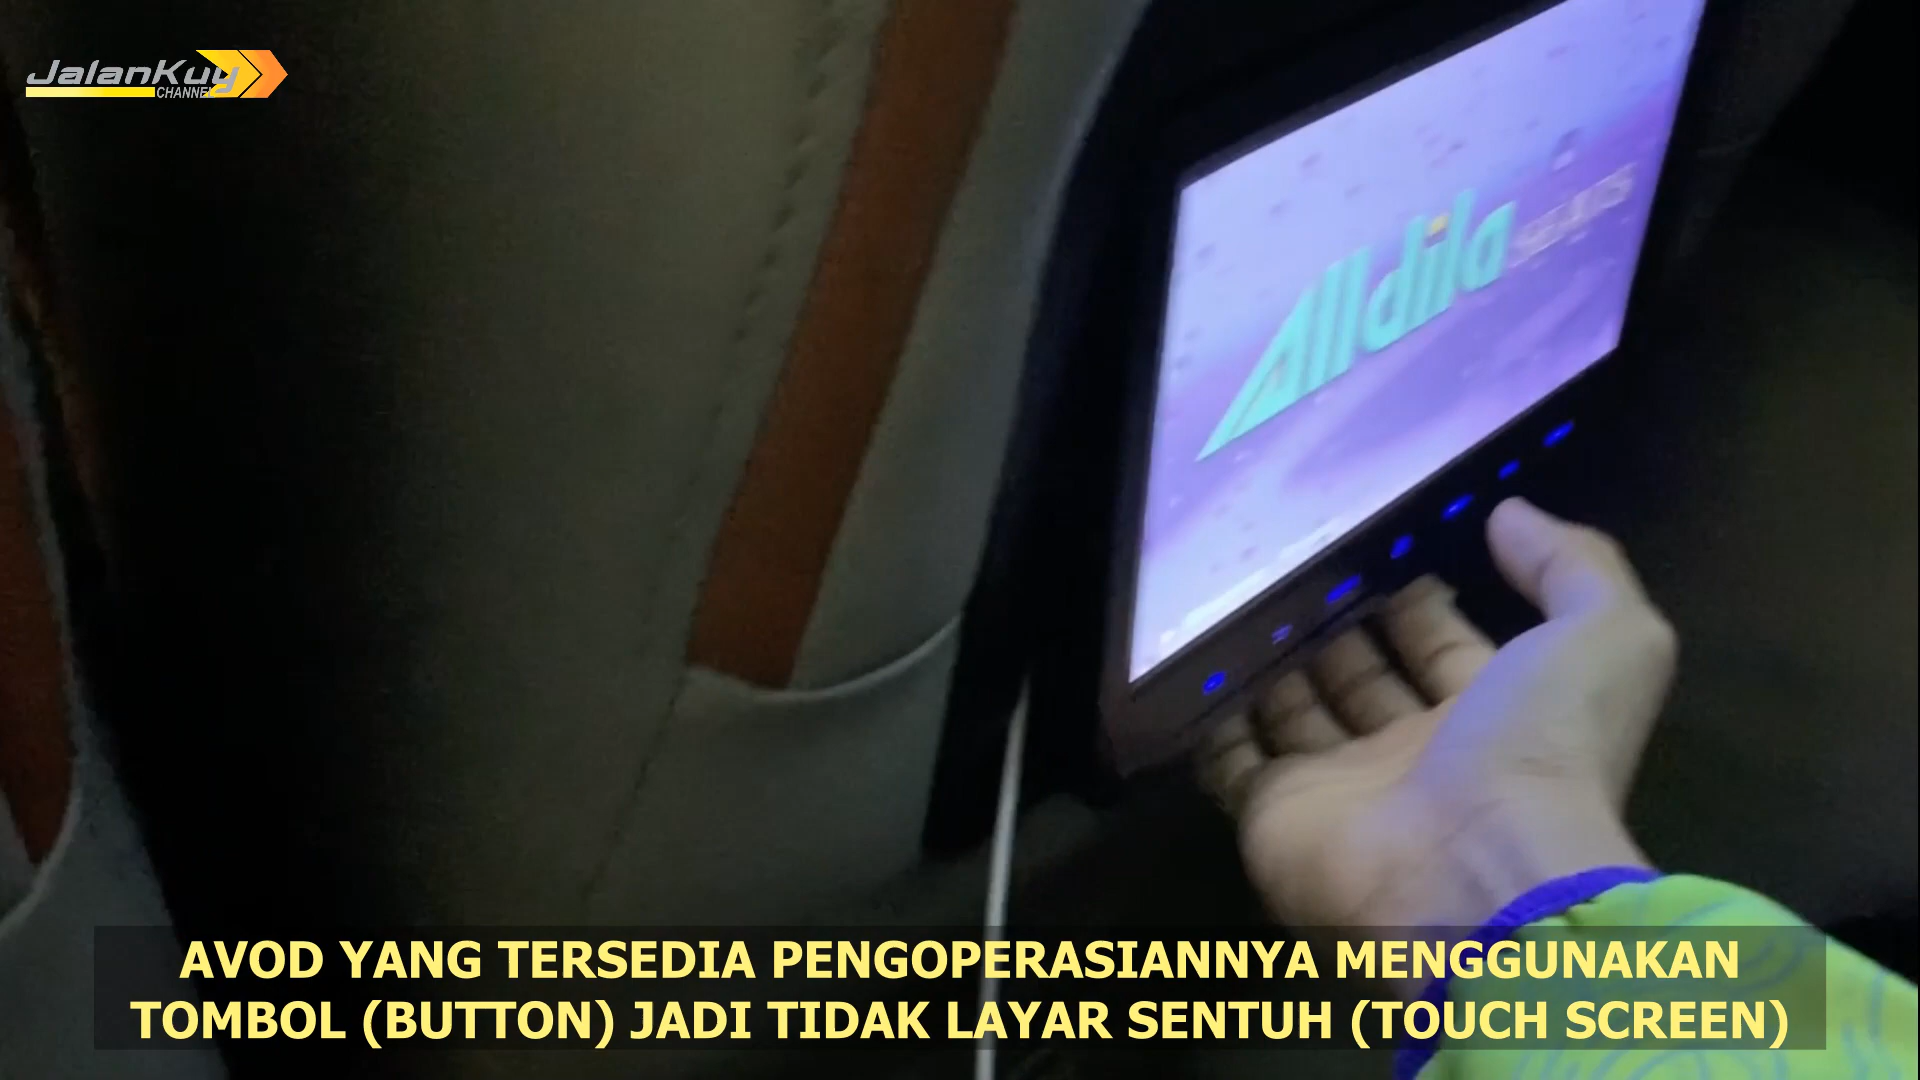 JalanKuy
CHANNEL
Alldila
AVOD YANG TERSEDIA PENGOPERASIANNYA MENGGUNAKAN
TOMBOL (BUTTON) JADI TIDAK LAYAR SENTUH (TOUCH SCREEN)